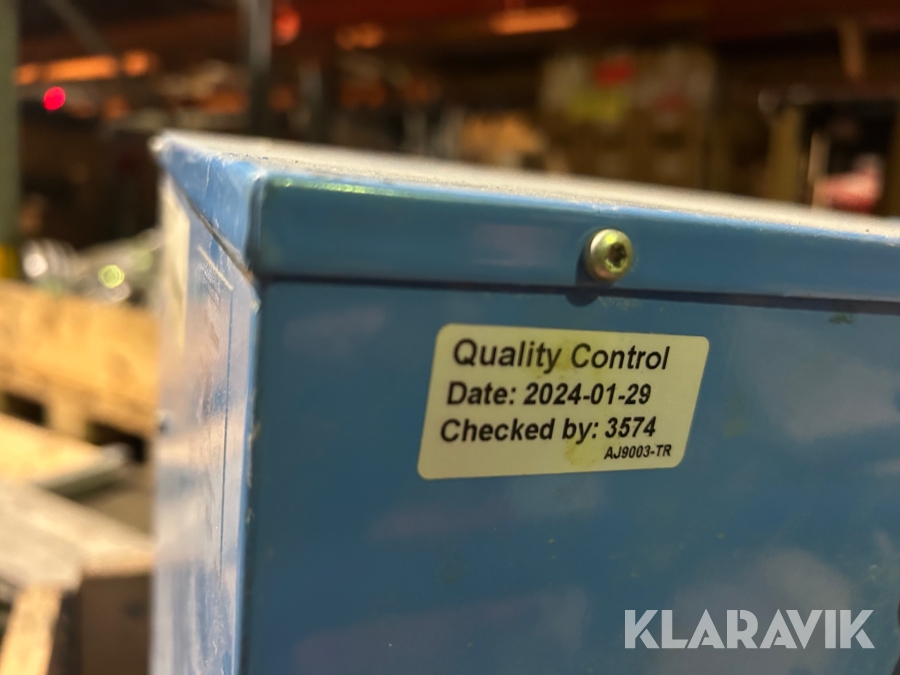 Quality Control
Date: 2024-01-29
Checked by: 3574
AJ9003-TR
KLARAVIK